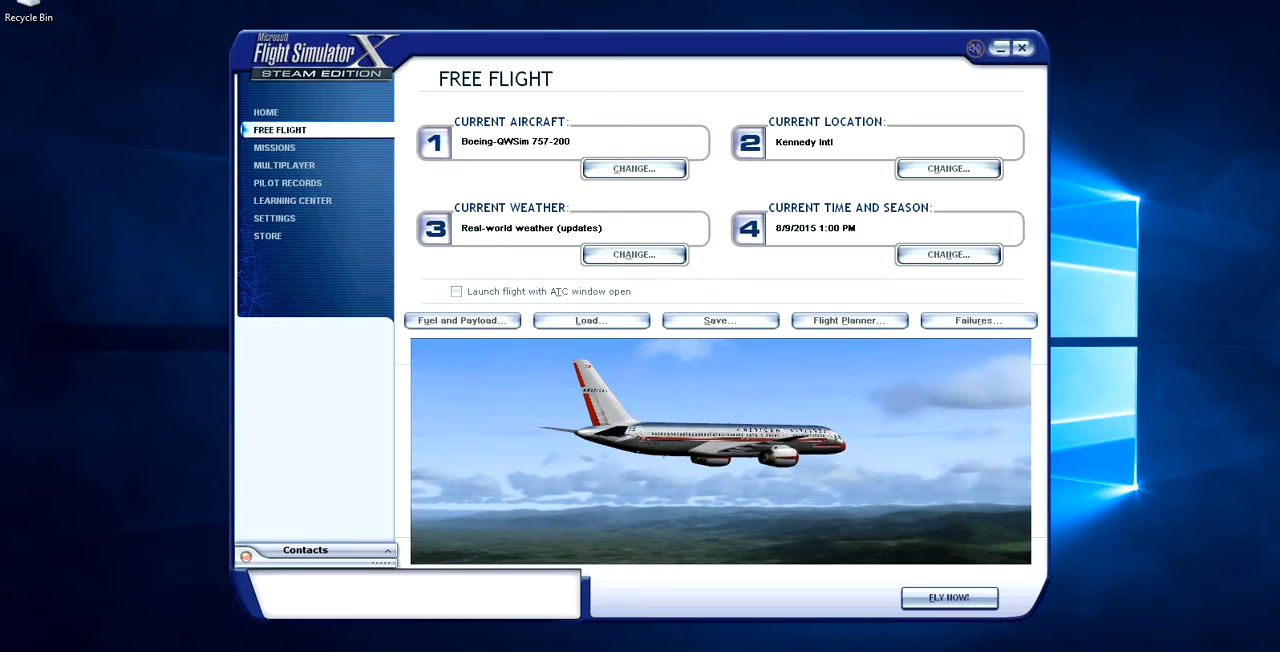 Recycle Bin
Microsoft
Flight Simulator X
STEAM EDITION
HOME
FREE FLIGHT
MISSIONS
MULTIPLAYER
PILOT RECORDS
LEARNING CENTER
SETTINGS
STORE
FREE FLIGHT
CURRENT AIRCRAFT:
1
Boeing-QWSim 757-200
CHANGE...
CURRENT LOCATION:
2
Kennedy Intl
CHANGE...
CURRENT WEATHER:
3
Real-world weather (updates)
CHANGE...
CURRENT TIME AND SEASON:
4
8/9/2015 1:00 PM
CHANGE...
Launch flight with ATC window open
Fuel and Payload...
Load...
Save...
Flight Planner...
Failures...
AMERICAN
AMERICAN AIRLINES
Contacts
FLY NOW!